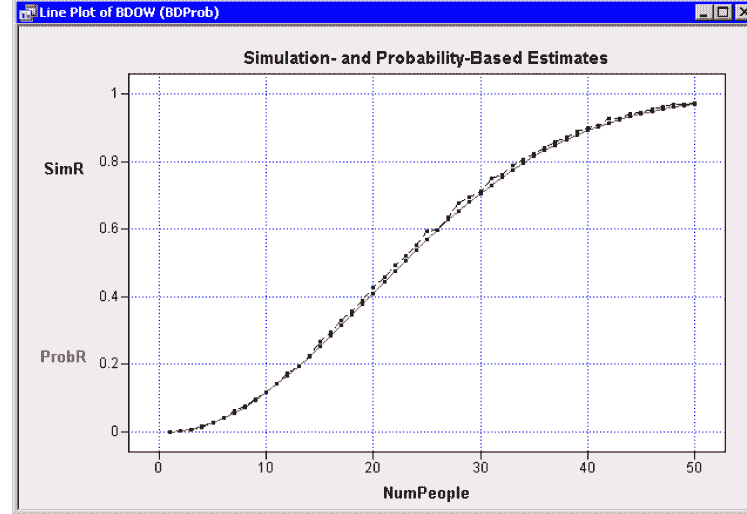 Line Plot of BDOW (BDProb)
Simulation- and Probability-Based Estimates
1
SimR
0.8
0.6
0.4
ProbR
0.2
0
0 10 20 30 40 50
NumPeople